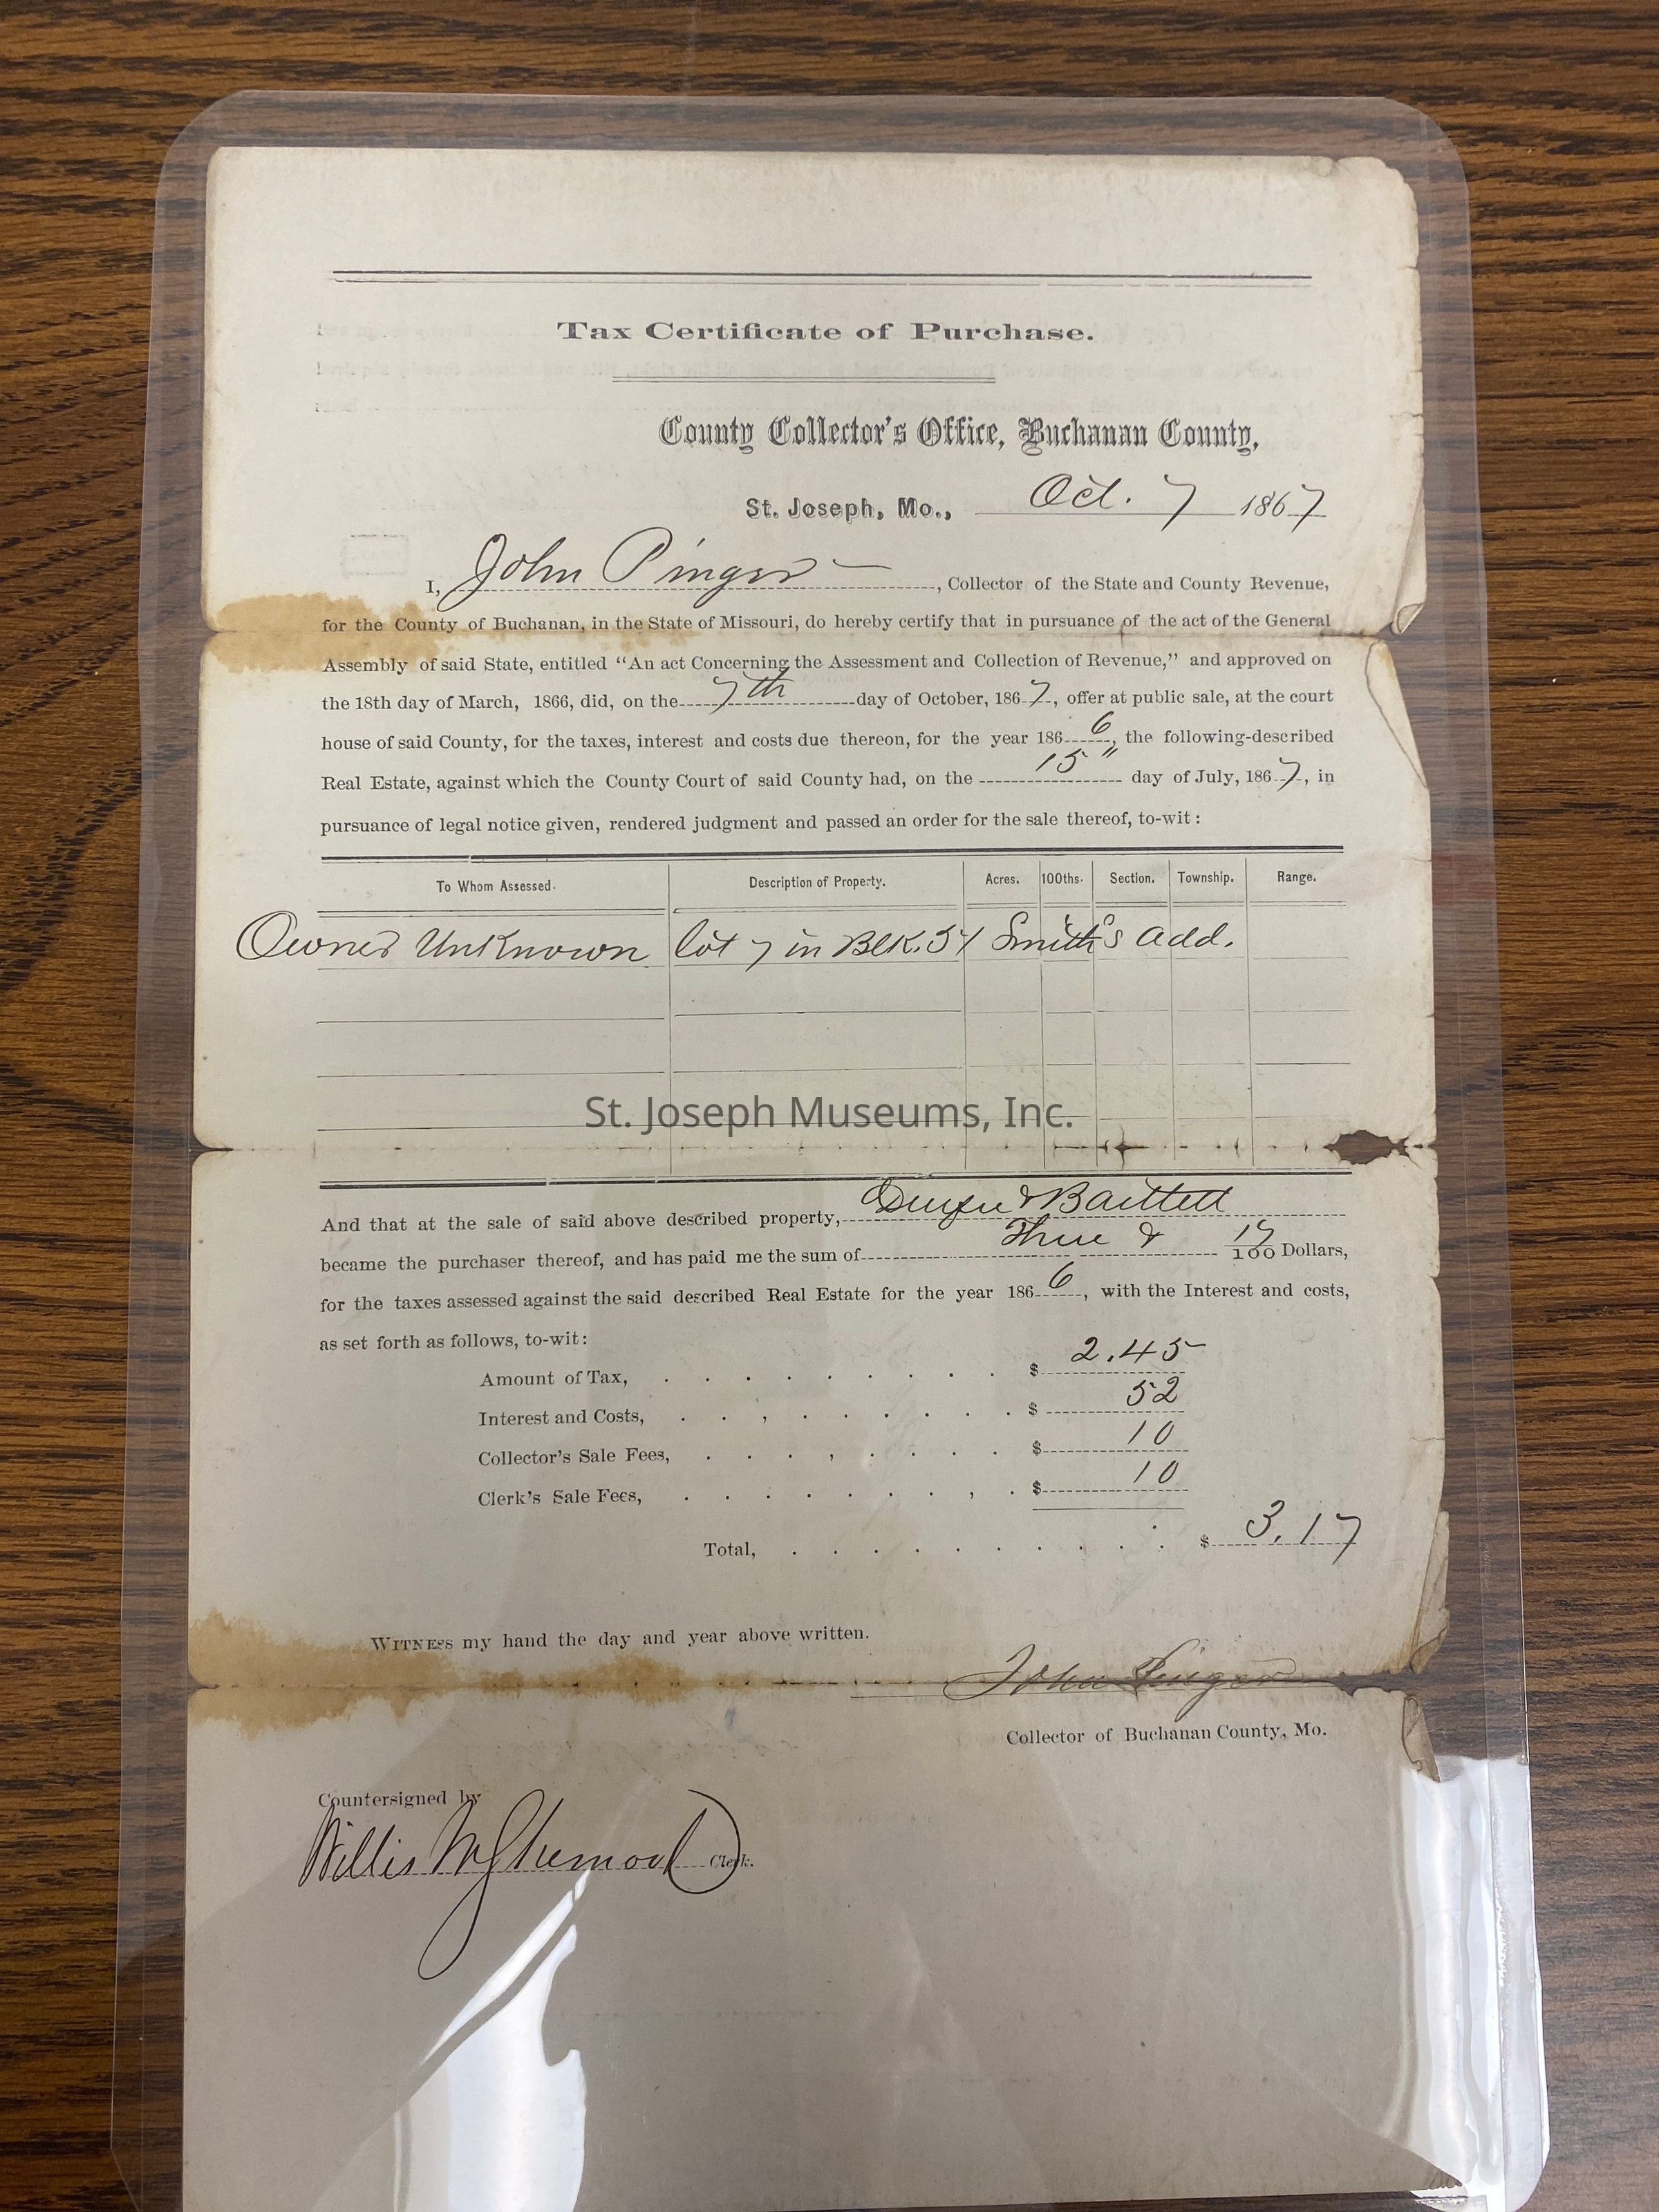 Tax Certificate of Purchase.
County Collector's Office, Buchanan County,
St. Joseph, Mo., Oct. 7 1867
I, John Pinger, Collector of the State and County Revenue,
for the County of Buchanan, in the State of Missouri, do hereby certify that in pursuance of the act of the General
Assembly of said State, entitled “An act Concerning the Assessment and Collection of Revenue,” and approved on
the 18th day of March, 1866, did, on the 7th day of October, 1867, offer at public sale, at the court
house of said County, for the taxes, interest and costs due thereon, for the year 1866, the following-described
Real Estate, against which the County Court of said County had, on the 15" day of July, 1867, in
pursuance of legal notice given, rendered judgment and passed an order for the sale thereof, to-wit:
To Whom Assessed. Description of Property. Acres. 100ths. Section. Township. Range.
Owner Unknown lot 7 in Blk. Smith's Add.
St. Joseph Museums, Inc.
And that at the sale of said above described property, & Bartlett
became the purchaser thereof, and has paid me the sum of Three & 17/100 Dollars,
for the taxes assessed against the said described Real Estate for the year 1866, with the Interest and costs,
as set forth as follows, to-wit:
Amount of Tax, . . . . . . . . . $ 2.45
Interest and Costs, . . . . . . . . . $ 52
Collector's Sale Fees, . . . . . . . . $ 10
Clerk's Sale Fees, . . . . . . . . . $ 10
Total, . . . . . . . . . . $ 3.17
WITNESS my hand the day and year above written.
John Pinger
Collector of Buchanan County, Mo.
Countersigned by
Willis M Sherwood Clerk.